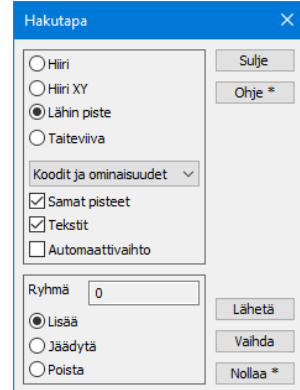 Hakutapa
Hiiri
Hiiri XY
Lähin piste
Taiteviiva
Koodit ja ominaisuudet
Samat pisteet
Tekstit
Automaattivaihto
Ryhmä 0
Lisää
Jäädytä
Poista
Sulje
Ohje *
Lähetä
Vaihda
Nollaa *